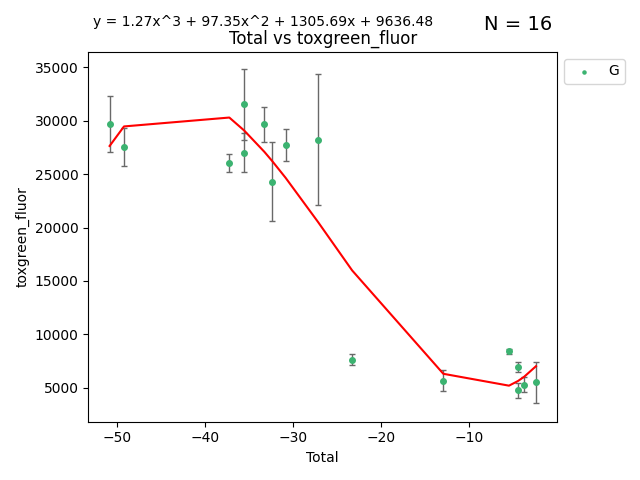 y = 1.27x^3 + 97.35x^2 + 1305.69x + 9636.48
N = 16
Total vs toxgreen_fluor
G
35000
30000
25000
20000
15000
10000
5000
toxgreen_fluor
−50 −40 −30 −20 −10
Total